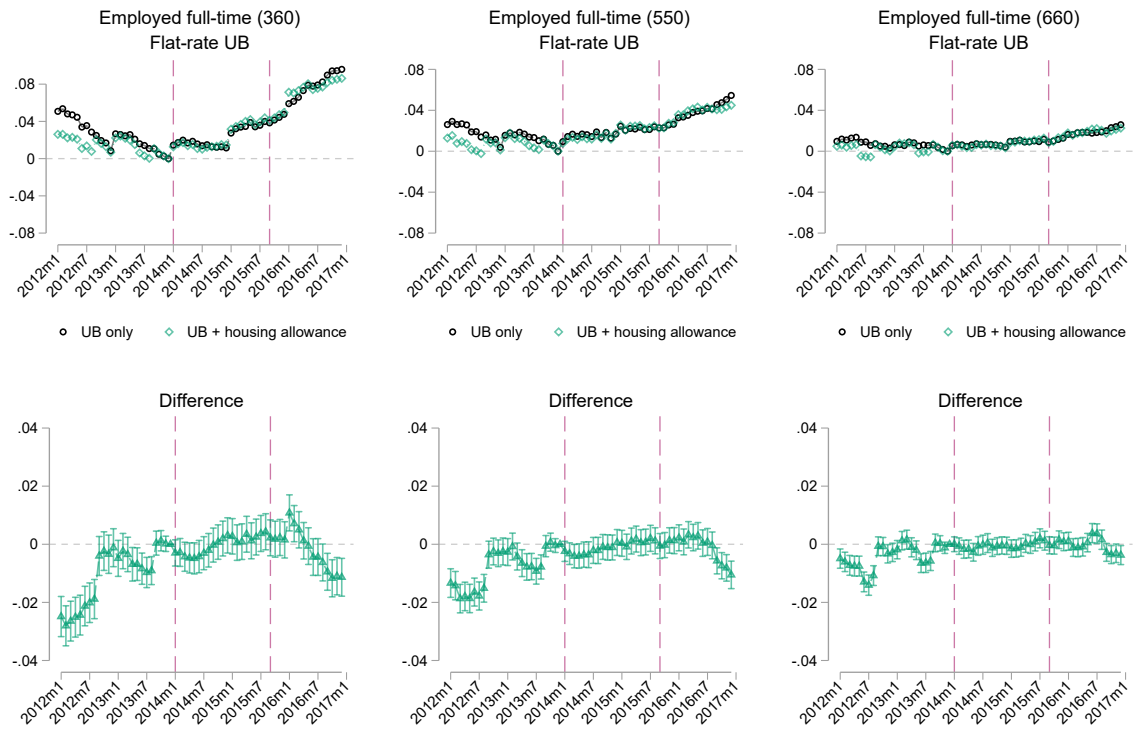 Employed full-time (360)
Flat-rate UB
.08
.04
0
-.04
-.08
2012m1
2012m7
2013m1
2013m7
2014m1
2014m7
2015m1
2015m7
2016m1
2016m7
2017m1
UB only
UB + housing allowance
Employed full-time (550)
Flat-rate UB
.08
.04
0
-.04
-.08
2012m1
2012m7
2013m1
2013m7
2014m1
2014m7
2015m1
2015m7
2016m1
2016m7
2017m1
UB only
UB + housing allowance
Employed full-time (660)
Flat-rate UB
.08
.04
0
-.04
-.08
2012m1
2012m7
2013m1
2013m7
2014m1
2014m7
2015m1
2015m7
2016m1
2016m7
2017m1
UB only
UB + housing allowance
Difference
.04
.02
0
-.02
-.04
2012m1
2012m7
2013m1
2013m7
2014m1
2014m7
2015m1
2015m7
2016m1
2016m7
2017m1
Difference
.04
.02
0
-.02
-.04
2012m1
2012m7
2013m1
2013m7
2014m1
2014m7
2015m1
2015m7
2016m1
2016m7
2017m1
Difference
.04
.02
0
-.02
-.04
2012m1
2012m7
2013m1
2013m7
2014m1
2014m7
2015m1
2015m7
2016m1
2016m7
2017m1